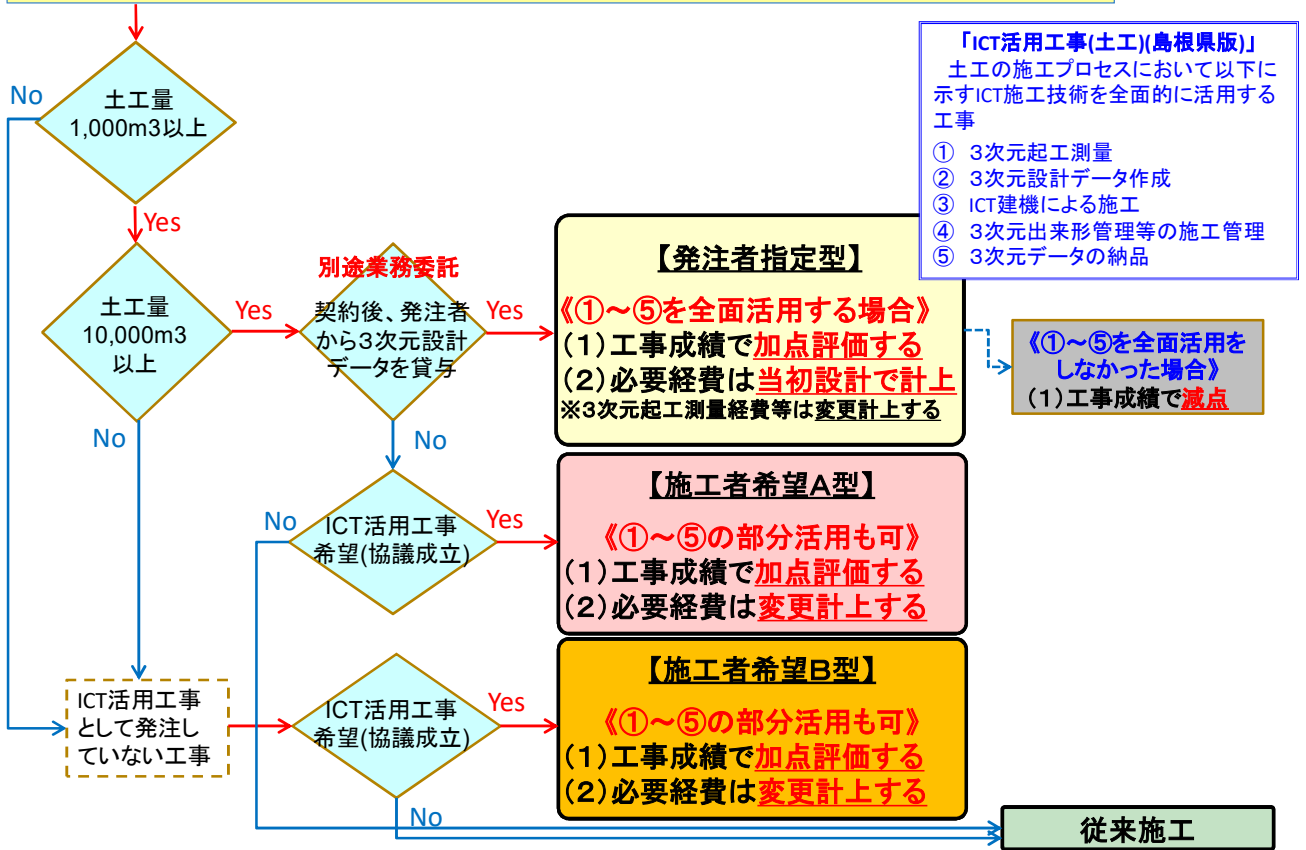 「ICT活用工事(土工)(島根県版)」
土工の施工プロセスにおいて以下に
示すICT施工技術を全面的に活用する
工事
① 3次元起工測量
② 3次元設計データ作成
③ ICT建機による施工
④ 3次元出来形管理等の施工管理
⑤ 3次元データの納品
No
土工量
1,000m3以上
Yes
土工量
10,000m3
以上
Yes
No
別途業務委託
契約後、発注者
から3次元設計
データを貸与
Yes
No
【発注者指定型】
《①~⑤を全面活用する場合》
(1)工事成績で加点評価する
(2)必要経費は当初設計で計上
※3次元起工測量経費等は変更計上する
《①~⑤を全面活用を
しなかった場合》
(1)工事成績で減点
No
ICT活用工事
希望(協議成立)
Yes
【施工者希望A型】
《①~⑤の部分活用も可》
(1)工事成績で加点評価する
(2)必要経費は変更計上する
ICT活用工事
として発注し
ていない工事
ICT活用工事
希望(協議成立)
Yes
No
【施工者希望B型】
《①~⑤の部分活用も可》
(1)工事成績で加点評価する
(2)必要経費は変更計上する
従来施工